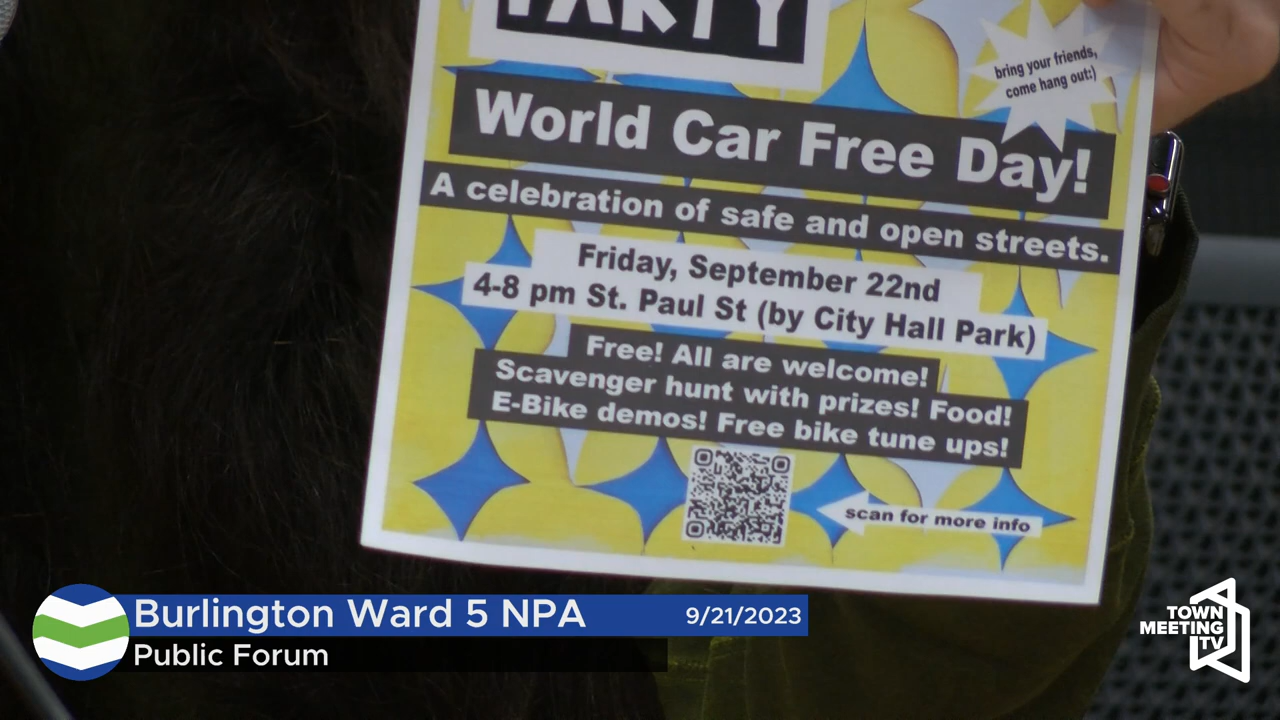 PARTY
bring your friends,
come hang out:)
World Car Free Day!
A celebration of safe and open streets.
Friday, September 22nd
4-8 pm St. Paul St (by City Hall Park)
Free! All are welcome!
Scavenger hunt with prizes! Food!
E-Bike demos! Free bike tune ups!
scan for more info
Burlington Ward 5 NPA
9/21/2023
Public Forum
TOWN
MEETING
TV